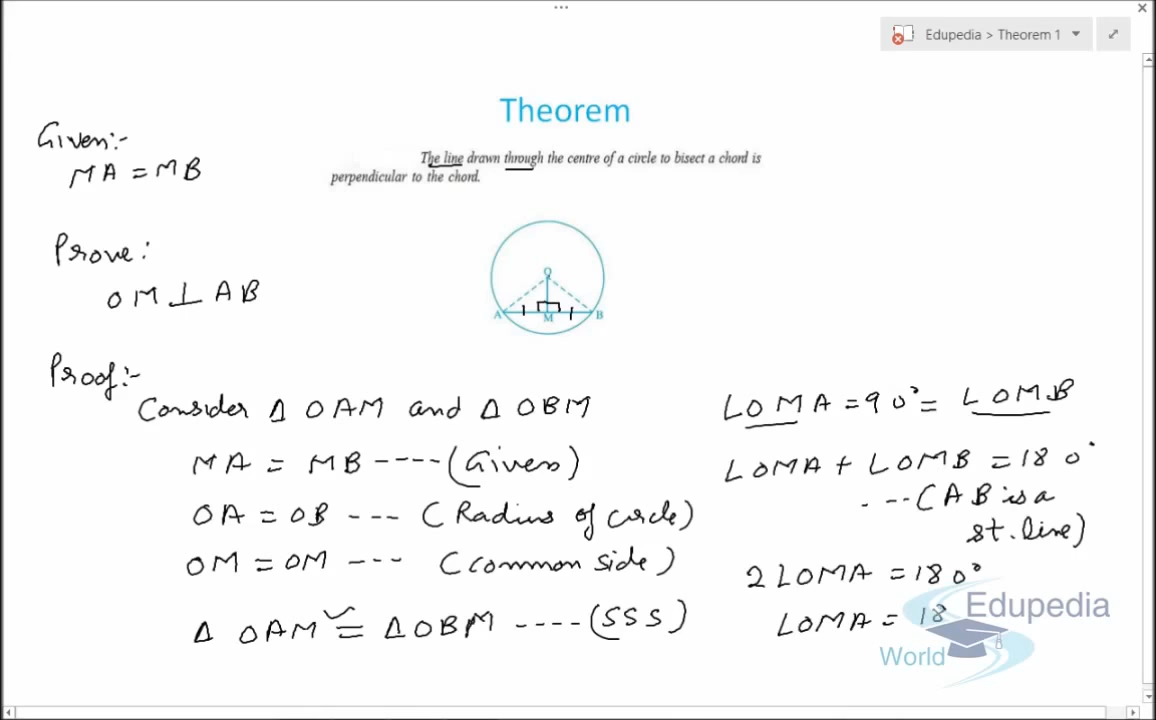 Edupedia > Theorem 1
Theorem
The line drawn through the centre of a circle to bisect a chord is
perpendicular to the chord.
Given:-
MA = MB
Prove:
OM ⊥ AB
O
A
M
B
Proof:-
Consider Δ OAM and Δ OBM
MA = MB ---- (Given)
OA = OB --- (Radius of circle)
OM = OM --- (common side)
Δ OAM ≅ Δ OBM ---- (SSS)
∠OMA = 90° = ∠OMB
∠OMA + ∠OMB = 180°
--- (AB is a
st. line)
2∠OMA = 180°
∠OMA = 18
Edupedia
World